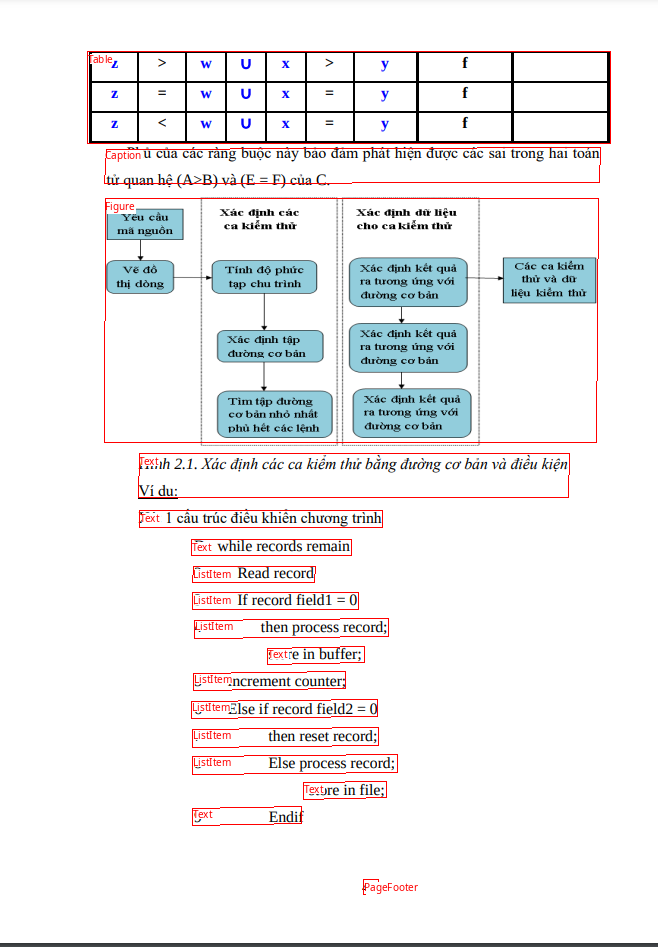 Table
z > w U x > y f
z = w U x = y f
z < w U x = y f
Caption
Phủ của các ràng buộc này bảo đảm phát hiện được các sai trong hai toán
tử quan hệ (A>B) và (E = F) của C.
Figure
Yêu cầu
mã nguồn
Vẽ đồ
thị dòng
Xác định các
ca kiểm thử
Tính độ phức
tạp chu trình
Xác định tập
đường cơ bản
Tìm tập đường
cơ bản nhỏ nhất
phủ hết các lệnh
Xác định dữ liệu
cho ca kiểm thử
Xác định kết quả
ra tương ứng với
đường cơ bản
Xác định kết quả
ra tương ứng với
đường cơ bản
Xác định kết quả
ra tương ứng với
đường cơ bản
Các ca kiểm
thử và dữ
liệu kiểm thử
Text
Hình 2.1. Xác định các ca kiểm thử bằng đường cơ bản và điều kiện
Ví dụ:
Text 1 cấu trúc điều khiển chương trình
Text while records remain
ListItem Read record
ListItem If record field1 = 0
ListItem then process record;
Text re in buffer;
ListItem increment counter;
ListItem Else if record field2 = 0
ListItem then reset record;
ListItem Else process record;
Text ore in file;
Text Endif
PageFooter